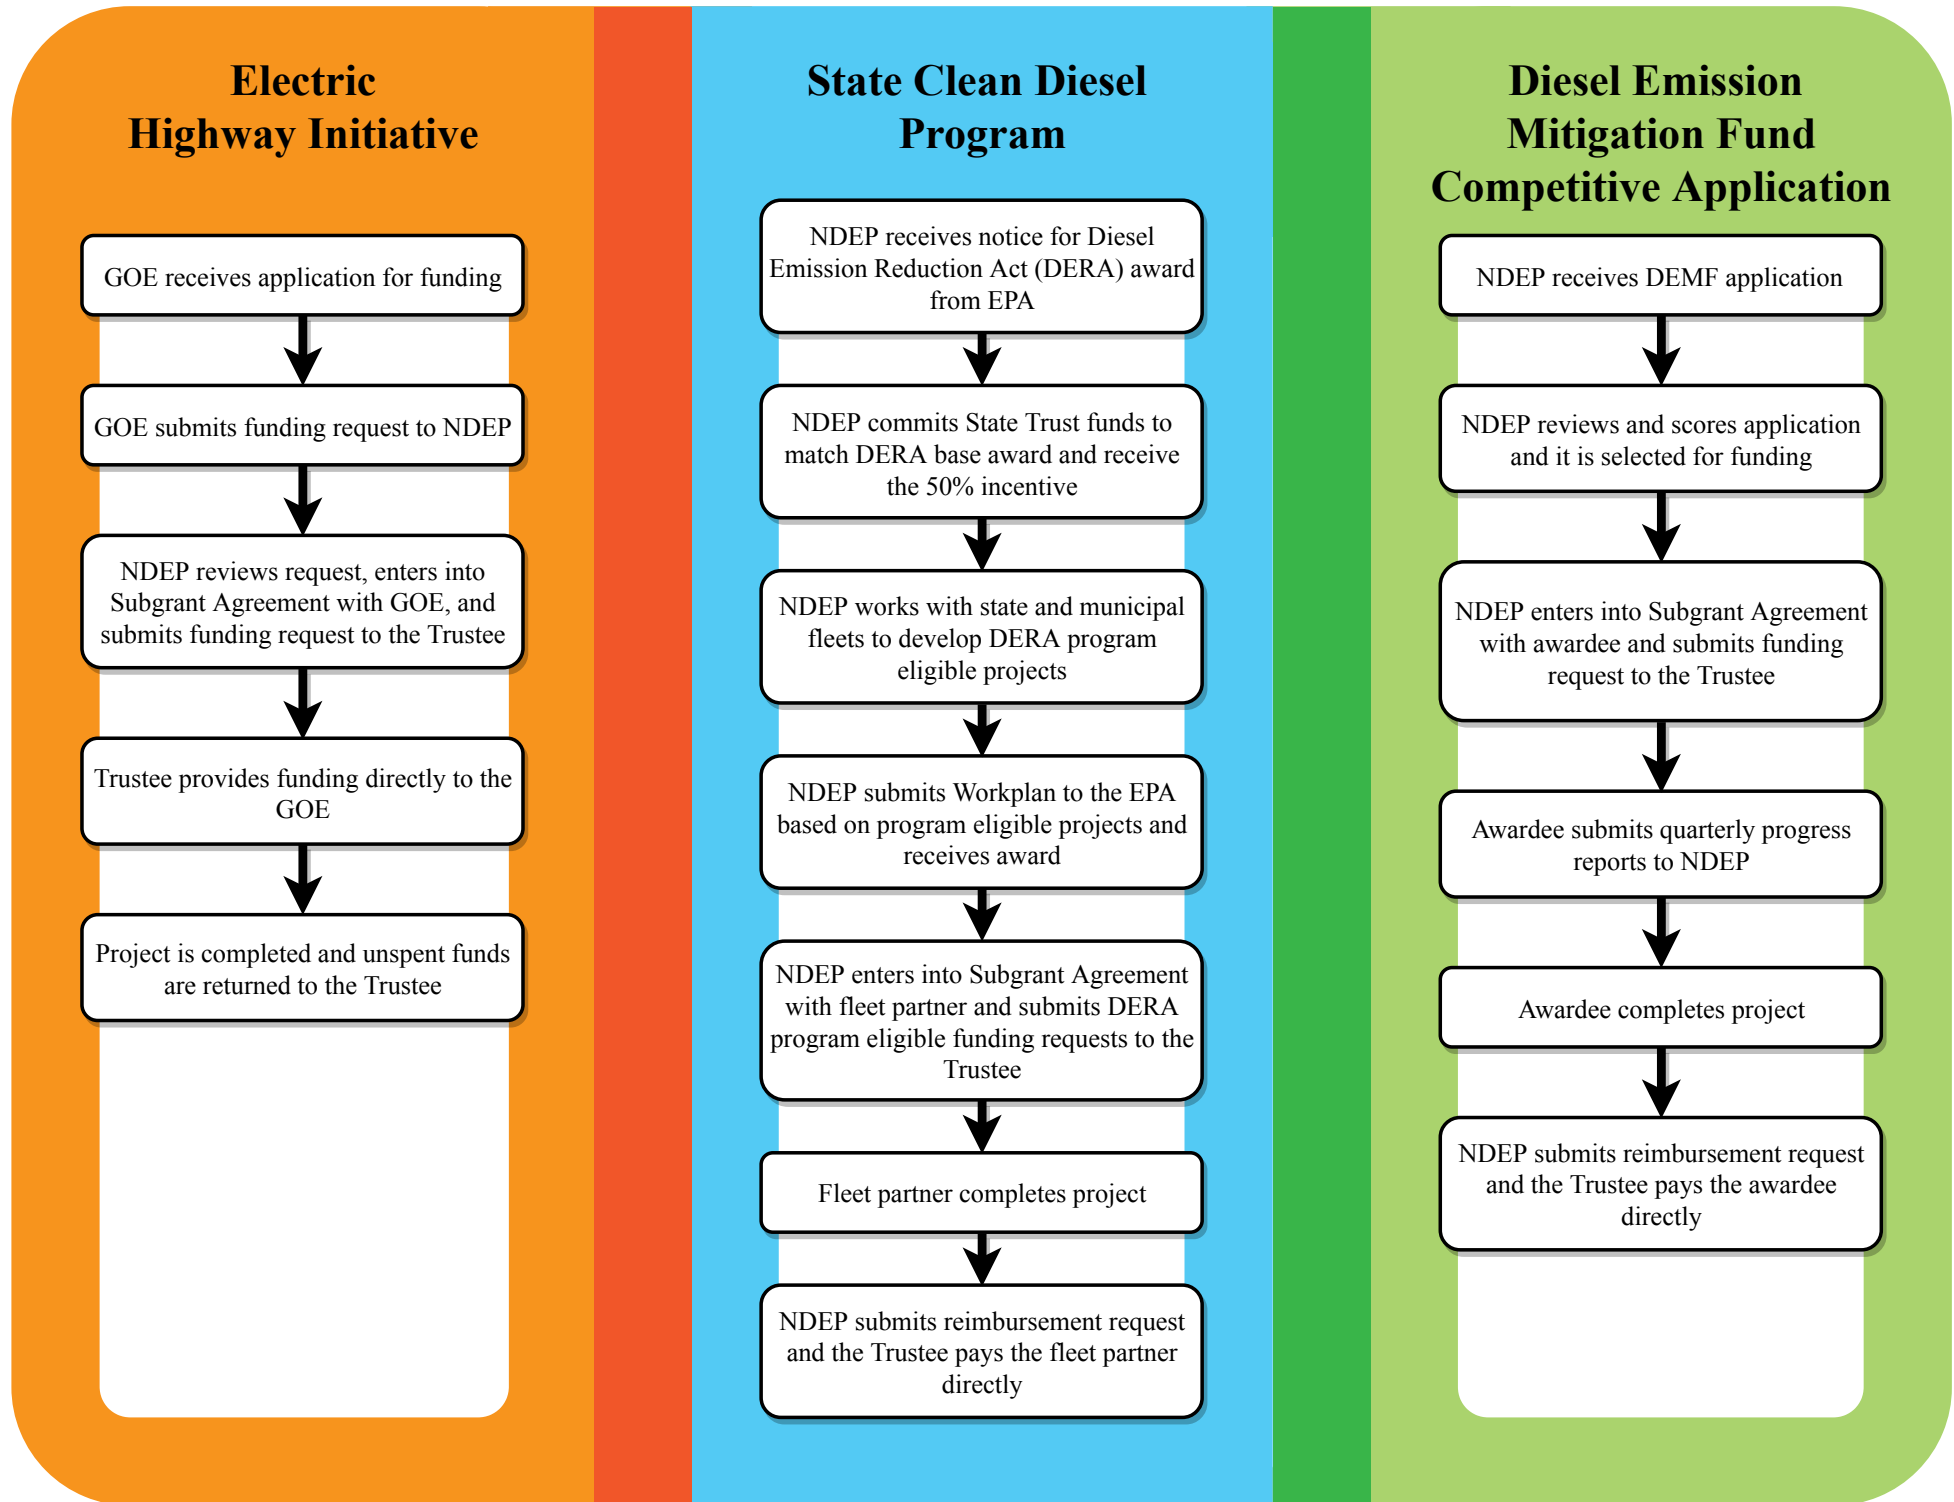 Electric
Highway Initiative
GOE receives application for funding
GOE submits funding request to NDEP
NDEP reviews request, enters into
Subgrant Agreement with GOE, and
submits funding request to the Trustee
Trustee provides funding directly to the
GOE
Project is completed and unspent funds
are returned to the Trustee
State Clean Diesel
Program
NDEP receives notice for Diesel
Emission Reduction Act (DERA) award
from EPA
NDEP commits State Trust funds to
match DERA base award and receive
the 50% incentive
NDEP works with state and municipal
fleets to develop DERA program
eligible projects
NDEP submits Workplan to the EPA
based on program eligible projects and
receives award
NDEP enters into Subgrant Agreement
with fleet partner and submits DERA
program eligible funding requests to the
Trustee
Fleet partner completes project
NDEP submits reimbursement request
and the Trustee pays the fleet partner
directly
Diesel Emission
Mitigation Fund
Competitive Application
NDEP receives DEMF application
NDEP reviews and scores application
and it is selected for funding
NDEP enters into Subgrant Agreement
with awardee and submits funding
request to the Trustee
Awardee submits quarterly progress
reports to NDEP
Awardee completes project
NDEP submits reimbursement request
and the Trustee pays the awardee
directly